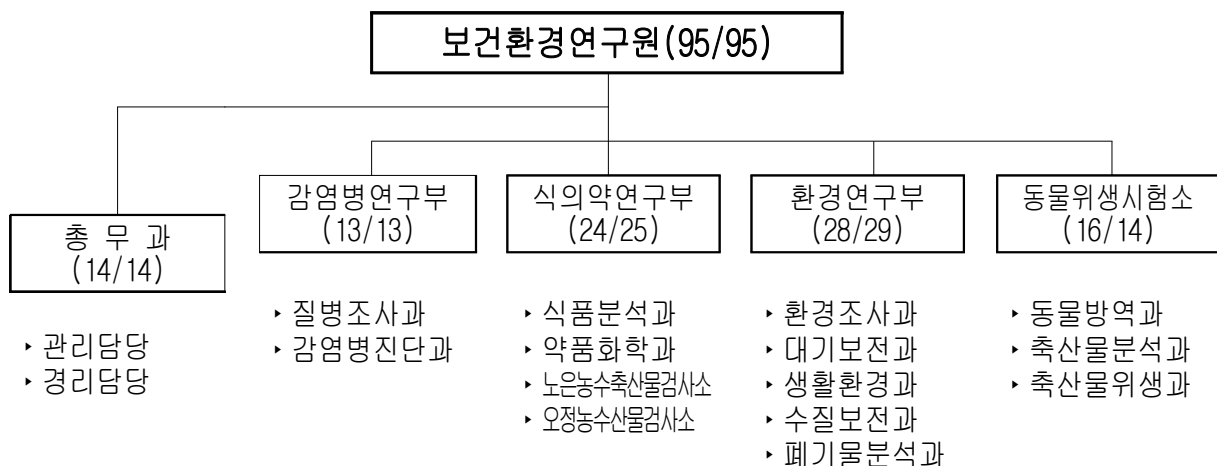 보건환경연구원(95/95)
총 무 과
(14/14)
‣ 관리담당
‣ 경리담당
감염병연구부
(13/13)
‣ 질병조사과
‣ 감염병진단과
식의약연구부
(24/25)
‣ 식품분석과
‣ 약품화학과
‣ 노은농수축산물검사소
‣ 오정농수산물검사소
환경연구부
(28/29)
‣ 환경조사과
‣ 대기보전과
‣ 생활환경과
‣ 수질보전과
‣ 폐기물분석과
동물위생시험소
(16/14)
‣ 동물방역과
‣ 축산물분석과
‣ 축산물위생과